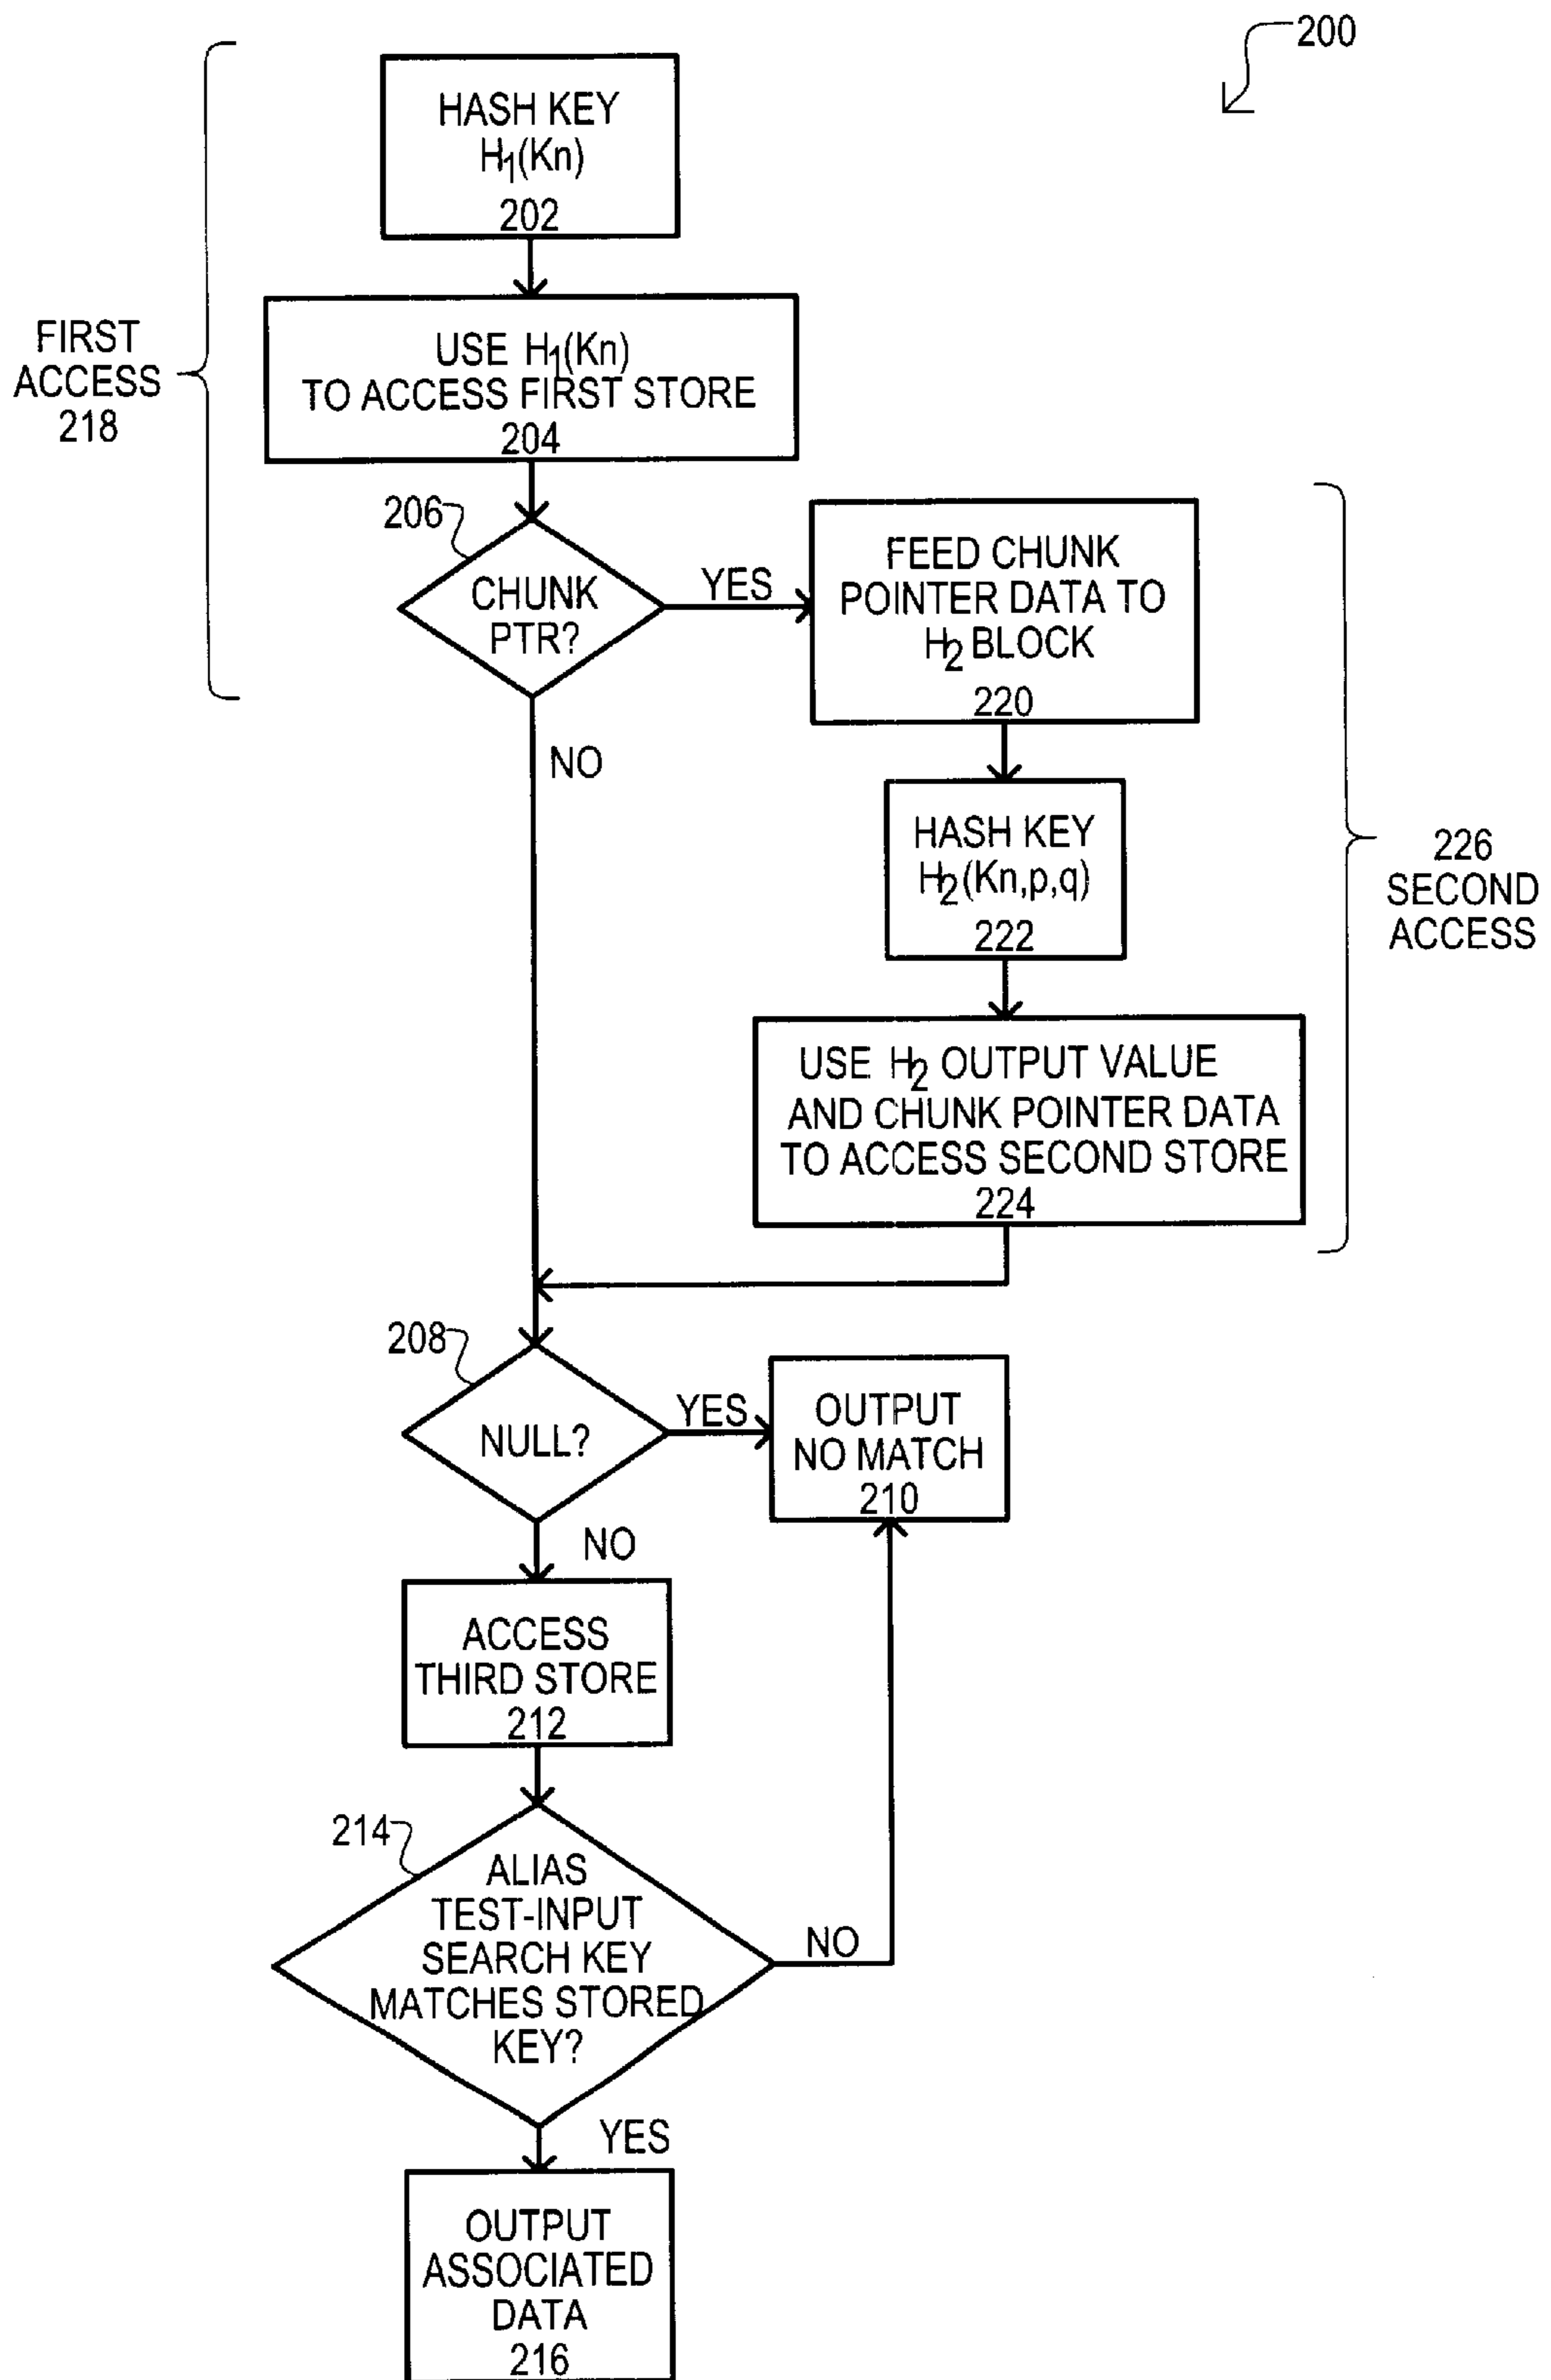 200
HASH KEY
H1(Kn)
202
FIRST
ACCESS
218
USE H1(Kn)
TO ACCESS FIRST STORE
204
206
CHUNK
PTR?
YES
NO
FEED CHUNK
POINTER DATA TO
H2 BLOCK
220
HASH KEY
H2(Kn,p,q)
222
226
SECOND
ACCESS
USE H2 OUTPUT VALUE
AND CHUNK POINTER DATA
TO ACCESS SECOND STORE
224
208
NULL?
YES
OUTPUT
NO MATCH
210
NO
ACCESS
THIRD STORE
212
214
ALIAS
TEST-INPUT
SEARCH KEY
MATCHES STORED
KEY?
NO
YES
OUTPUT
ASSOCIATED
DATA
216